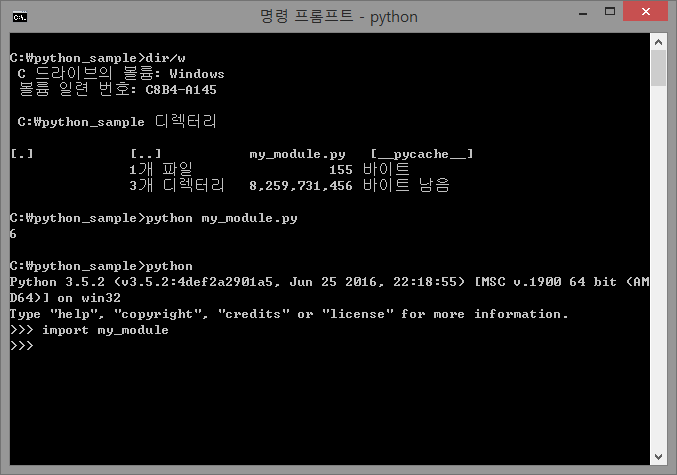 명령 프롬프트 - python
C:₩python_sample>dir/w
C 드라이브의 볼륨: Windows
볼륨 일련 번호: C8B4-A145
C:₩python_sample 디렉터리
[.] [..] my_module.py [__pycache__]
1개 파일 155 바이트
3개 디렉터리 8,259,731,456 바이트 남음
C:₩python_sample>python my_module.py
6
C:₩python_sample>python
Python 3.5.2 (v3.5.2:4def2a2901a5, Jun 25 2016, 22:18:55) [MSC v.1900 64 bit (AM
D64)] on win32
Type "help", "copyright", "credits" or "license" for more information.
>>> import my_module
>>>